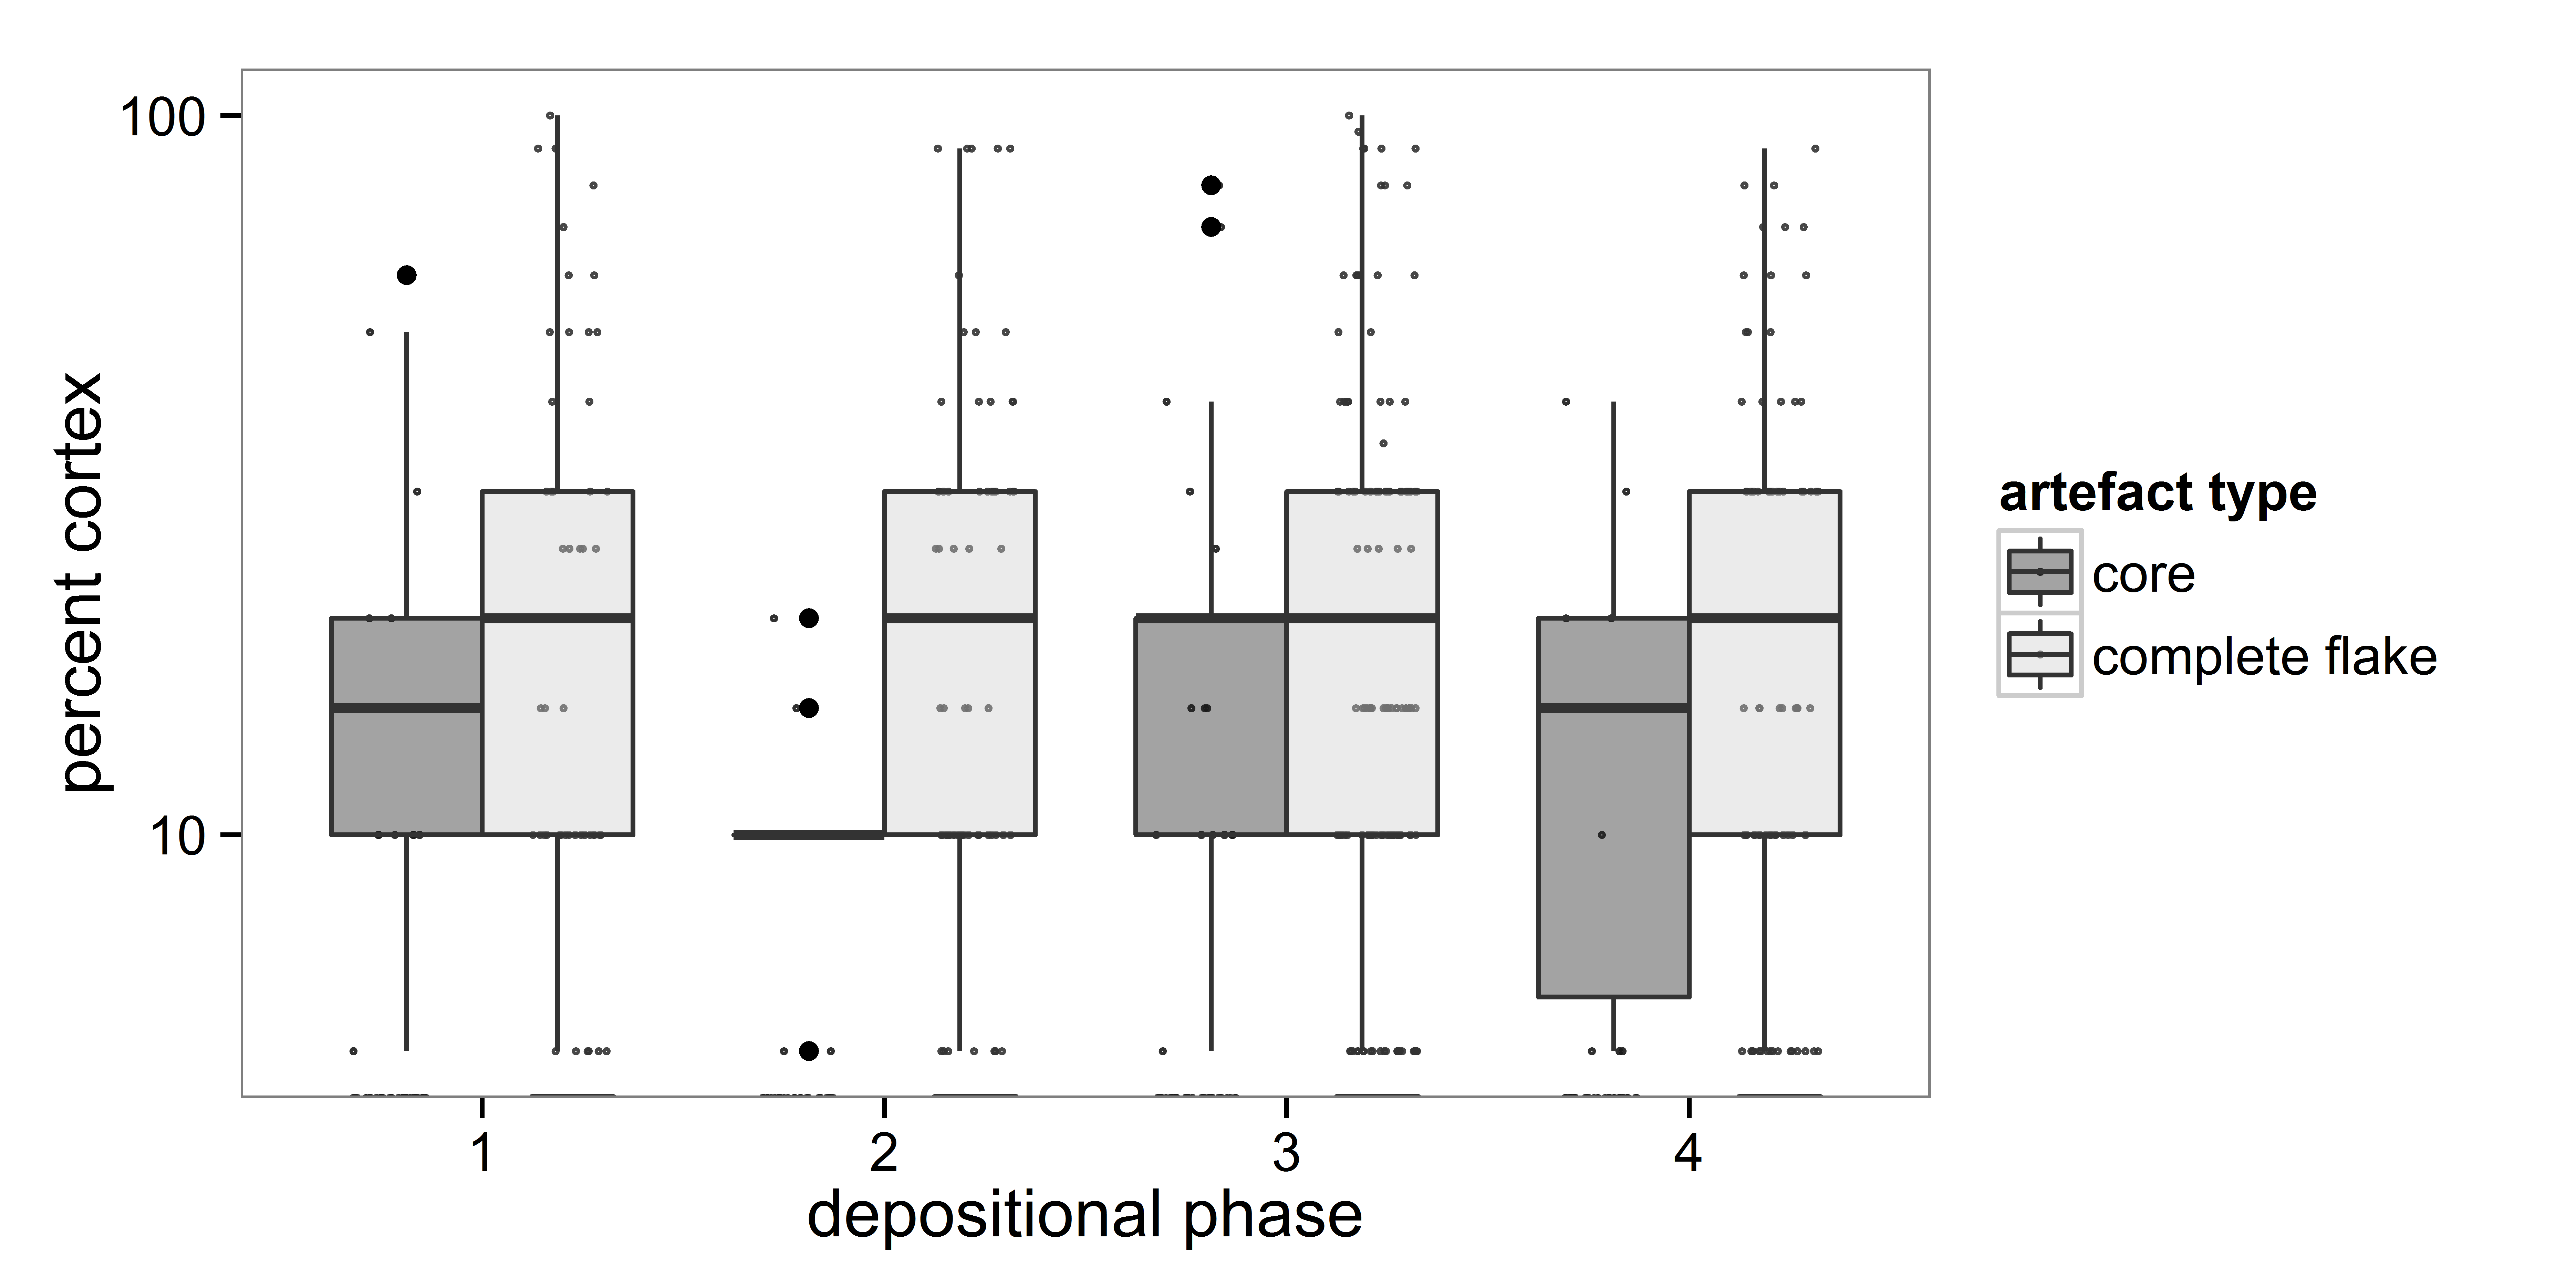 percent cortex
100
10
1 2 3 4
depositional phase
artefact type
core
complete flake